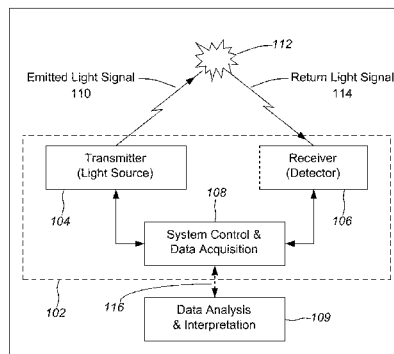 112
Emitted Light Signal
110
Return Light Signal
114
Transmitter
(Light Source)
Receiver
(Detector)
104
108
106
System Control &
Data Acquisition
102
116
Data Analysis
& Interpretation
109